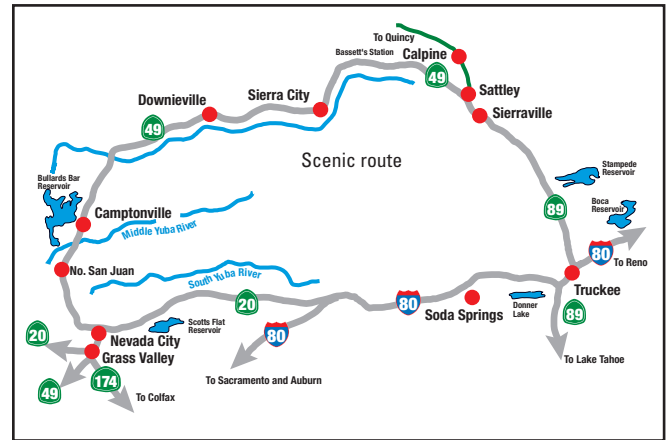 To Quincy
Calpine
Bassett's Station
49
Sattley
Sierra City
Downieville
Sierraville
49
Scenic route
Stampede
Reservoir
Bullards Bar
Reservoir
Boca
Reservoir
89
Camptonville
Middle Yuba River
80
To Reno
No. San Juan
South Yuba River
Truckee
20
80
Soda Springs
Donner
Lake
89
Scotts Flat
Reservoir
80
20
Nevada City
Grass Valley
To Lake Tahoe
49
174
To Colfax
To Sacramento and Auburn